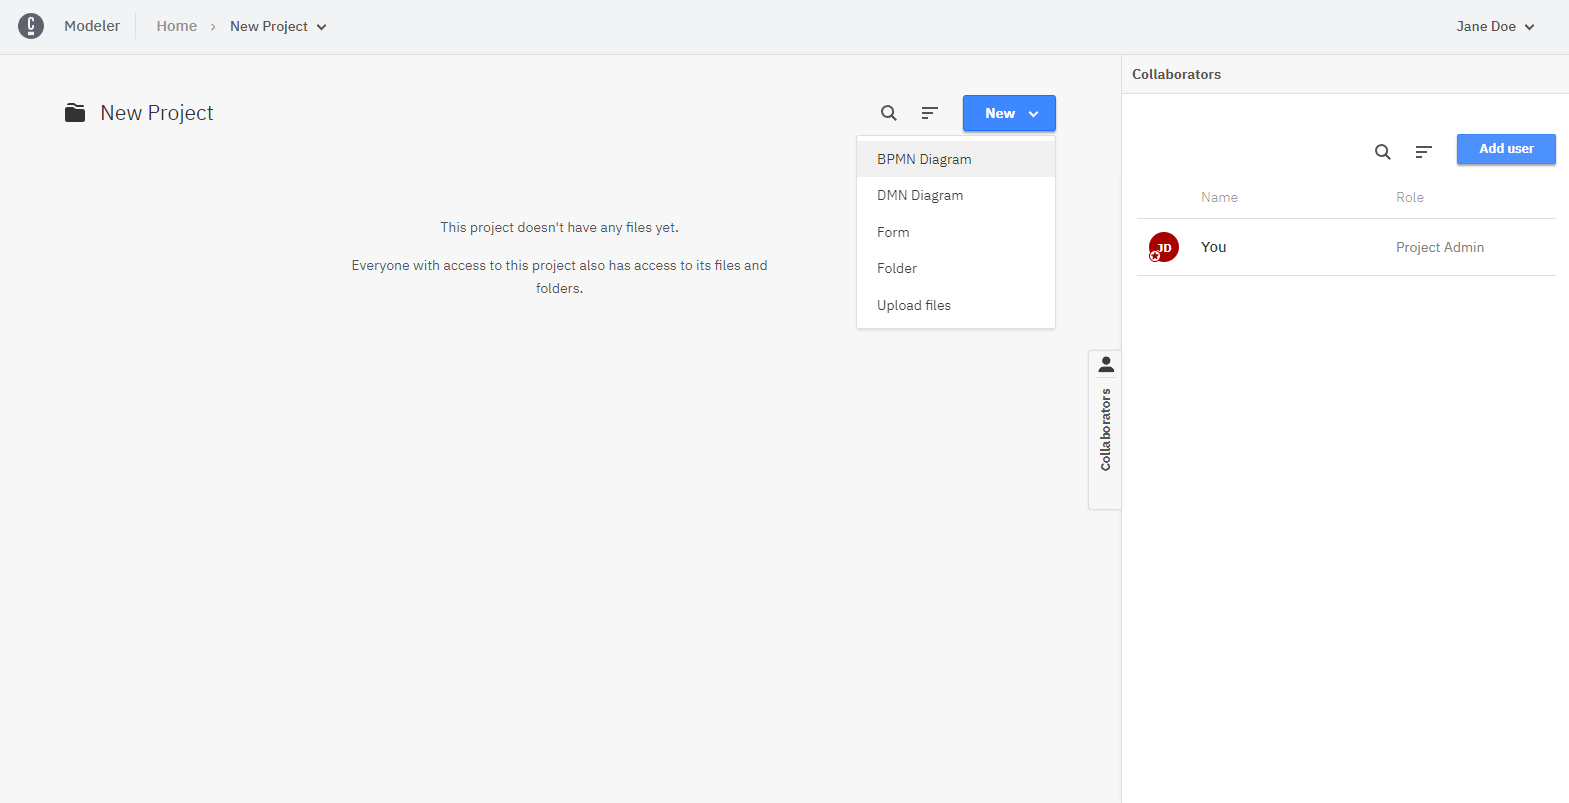 C
Modeler
Home
New Project
Jane Doe
New Project
New
BPMN Diagram
DMN Diagram
Form
Folder
Upload files
This project doesn't have any files yet.
Everyone with access to this project also has access to its files and
folders.
Collaborators
Collaborators
Add user
Name Role
JD You Project Admin